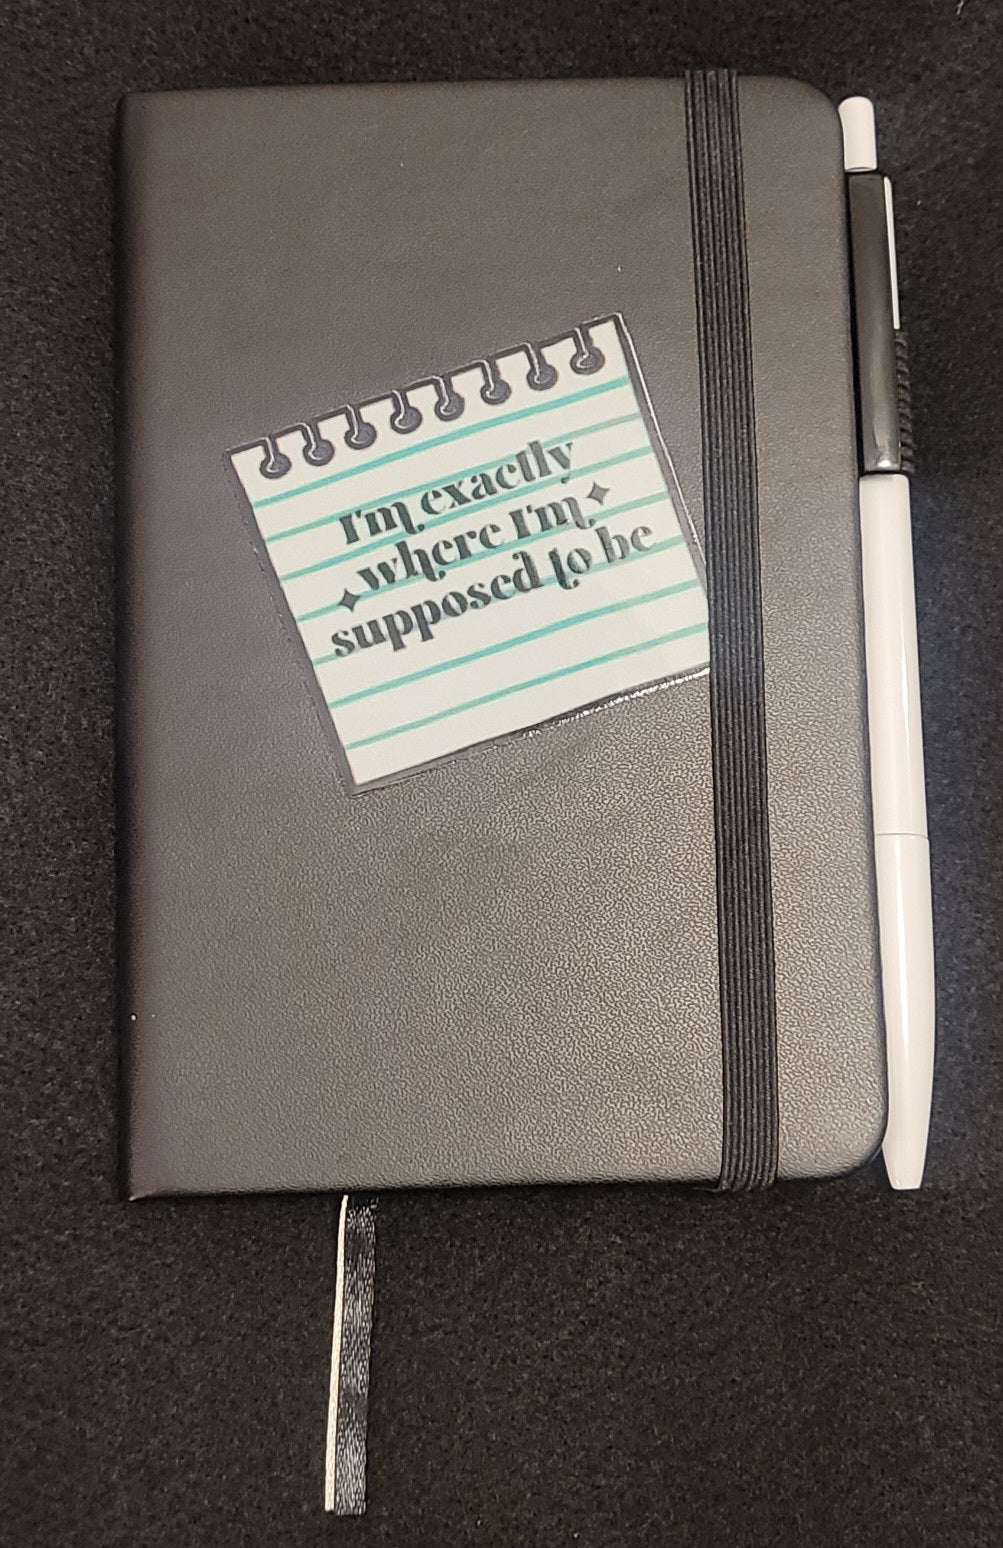 I'm exactly
where I'm
supposed to be